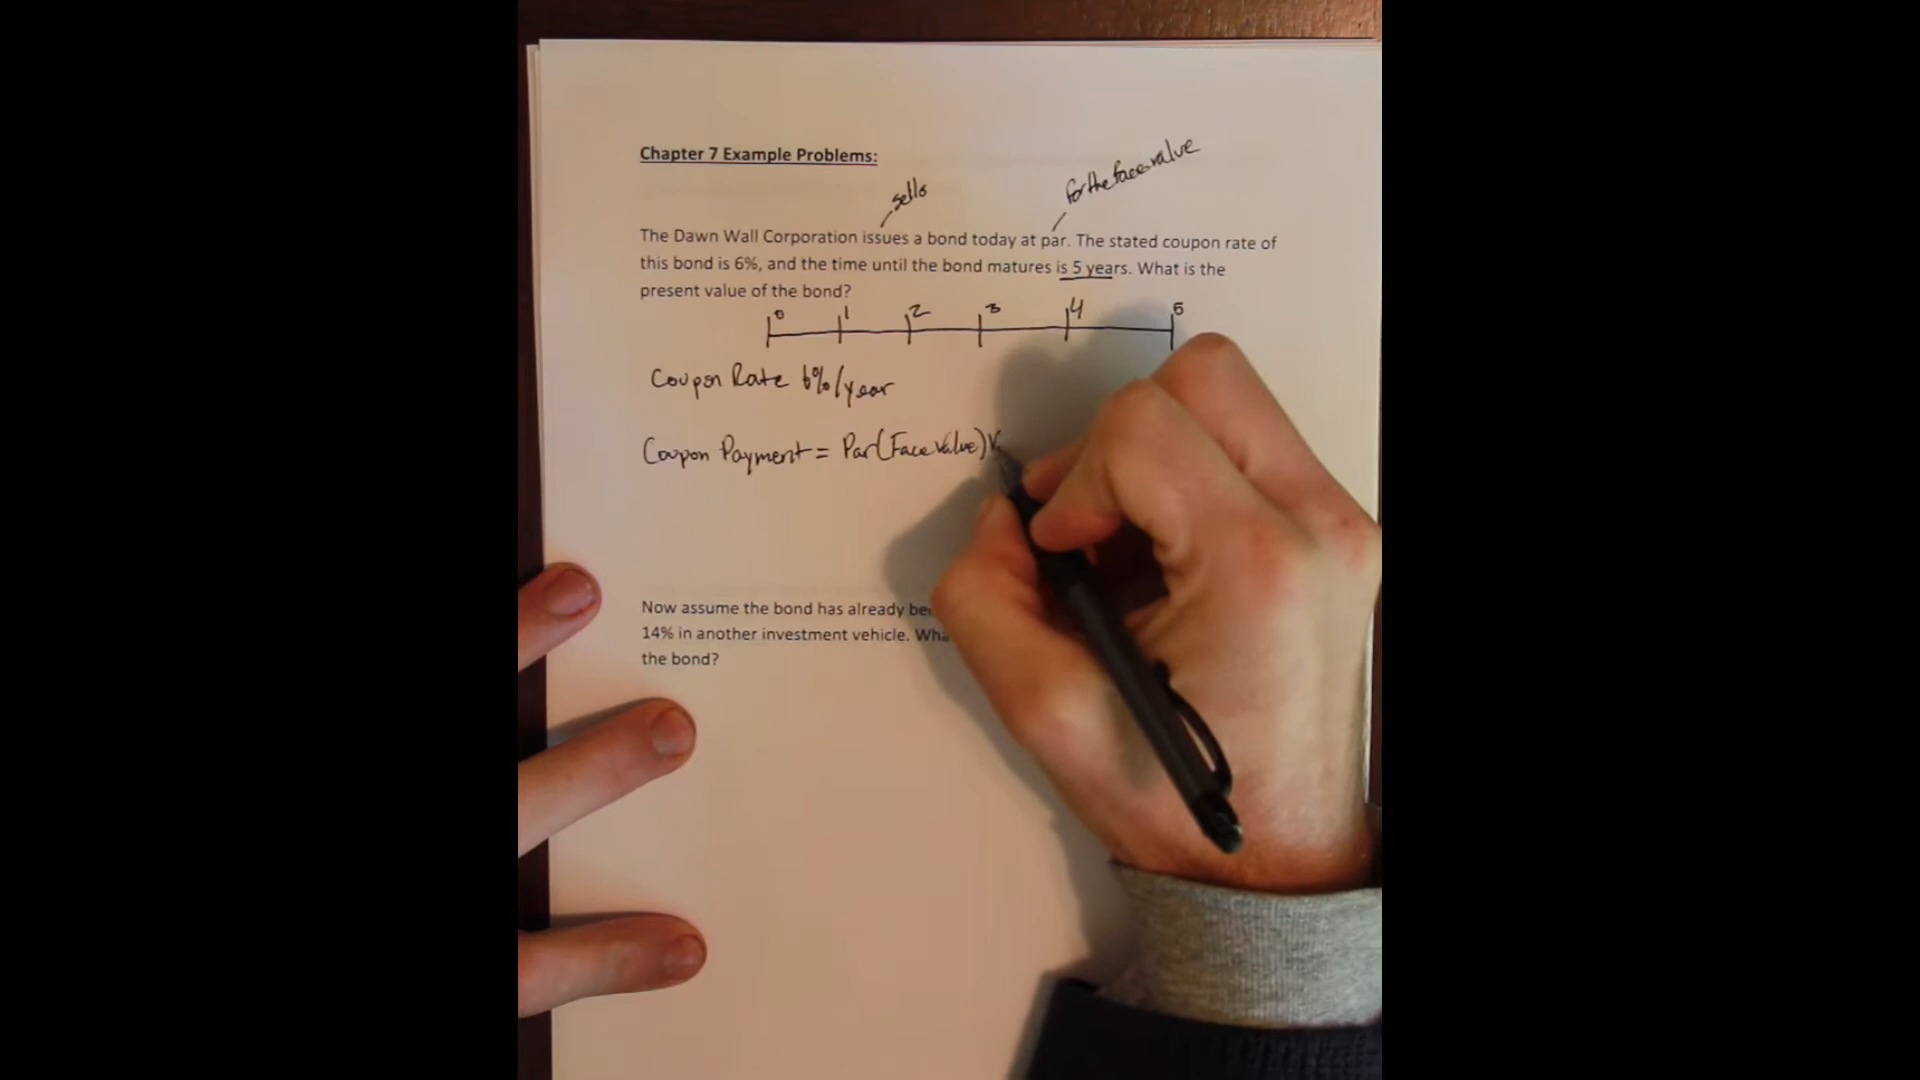 Chapter 7 Example Problems:
sells
for the face value
The Dawn Wall Corporation issues a bond today at par. The stated coupon rate of
this bond is 6%, and the time until the bond matures is 5 years. What is the
present value of the bond?
0 1 2 3 4 5
Coupon Rate 6%/year
Coupon Payment = Par(Face Value)
Now assume the bond has already
14% in another investment vehicle.
the bond?